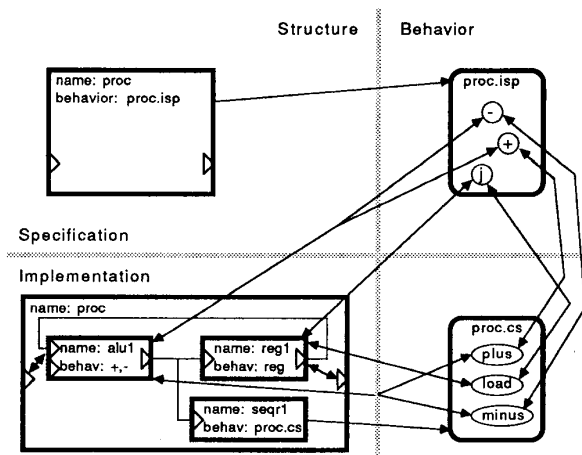 Structure
Behavior
name: proc
behavior: proc.isp
proc.isp
-
+
j
Specification
Implementation
name: proc
name: alu1
behav: +,-
name: reg1
behav: reg
name: seqr1
behav: proc.cs
proc.cs
plus
load
minus